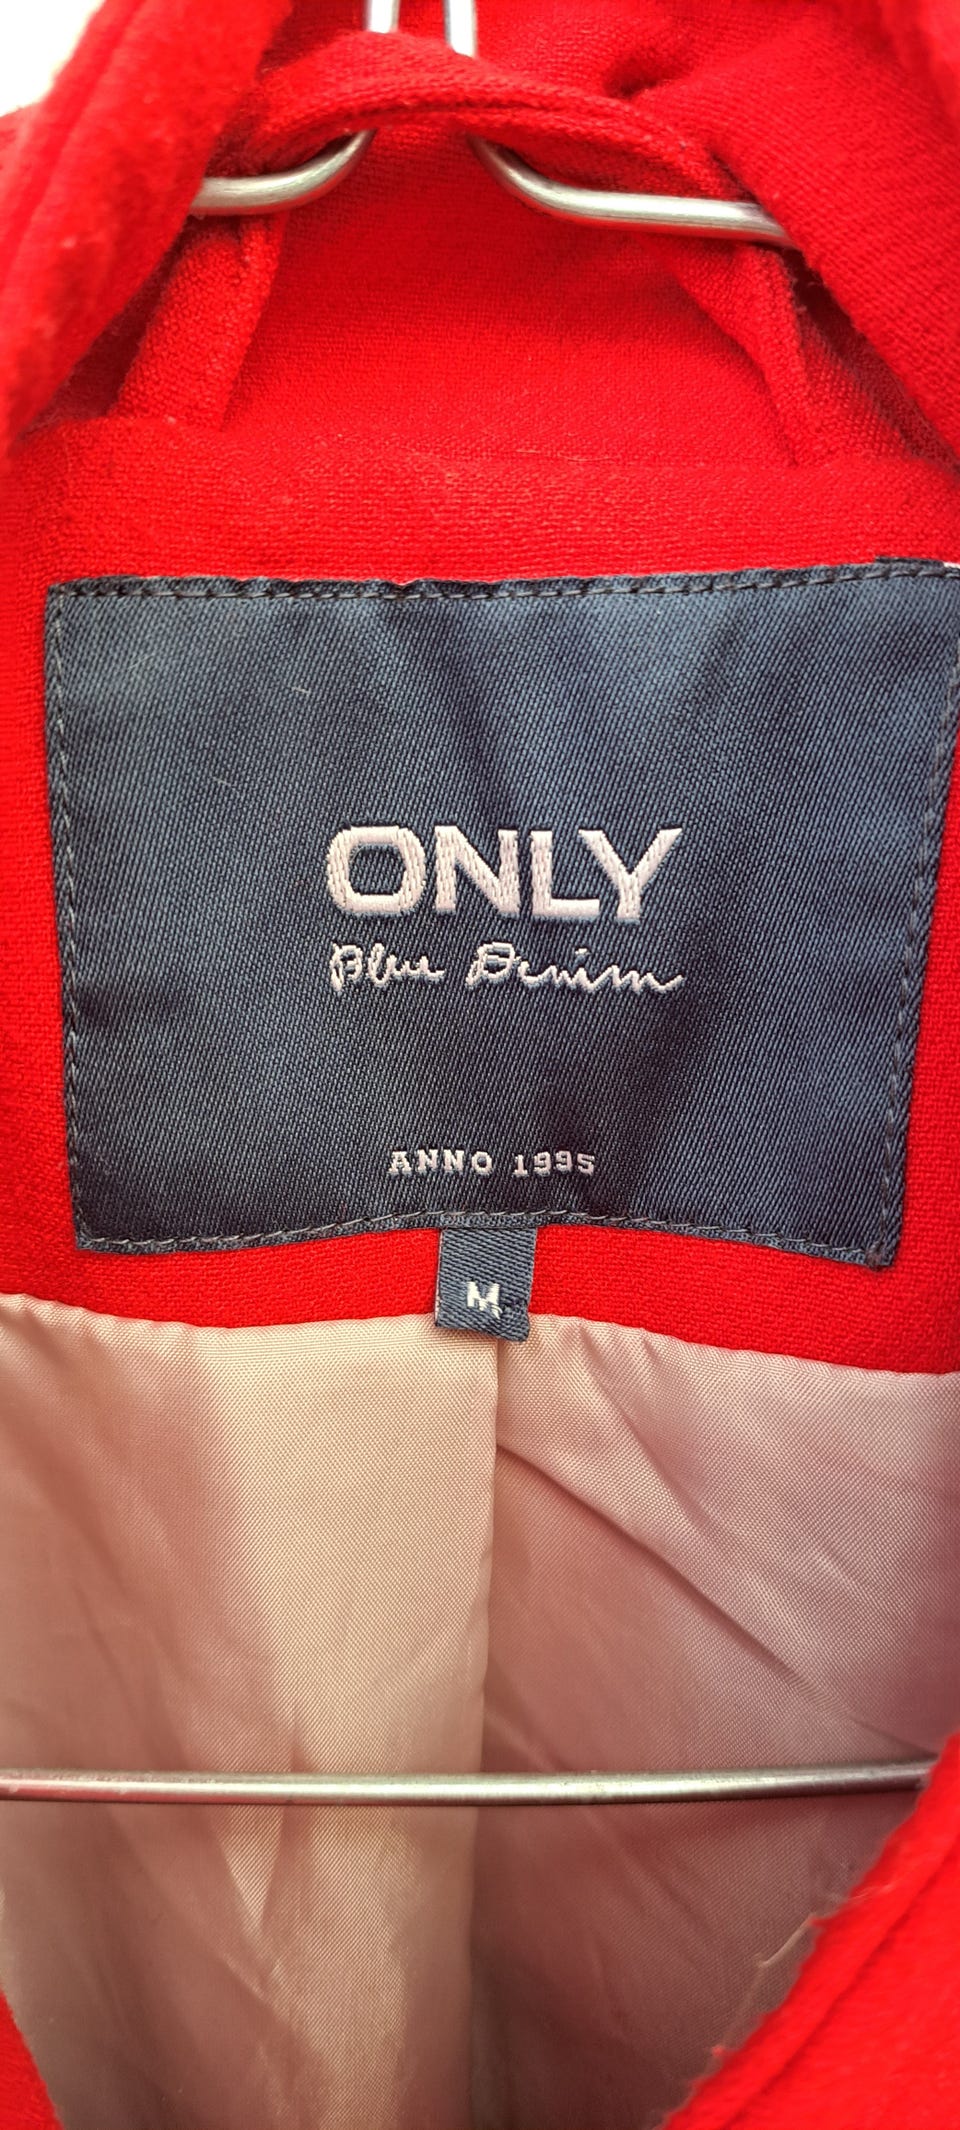 ONLY
Blue Denim
ANNO 1995
M